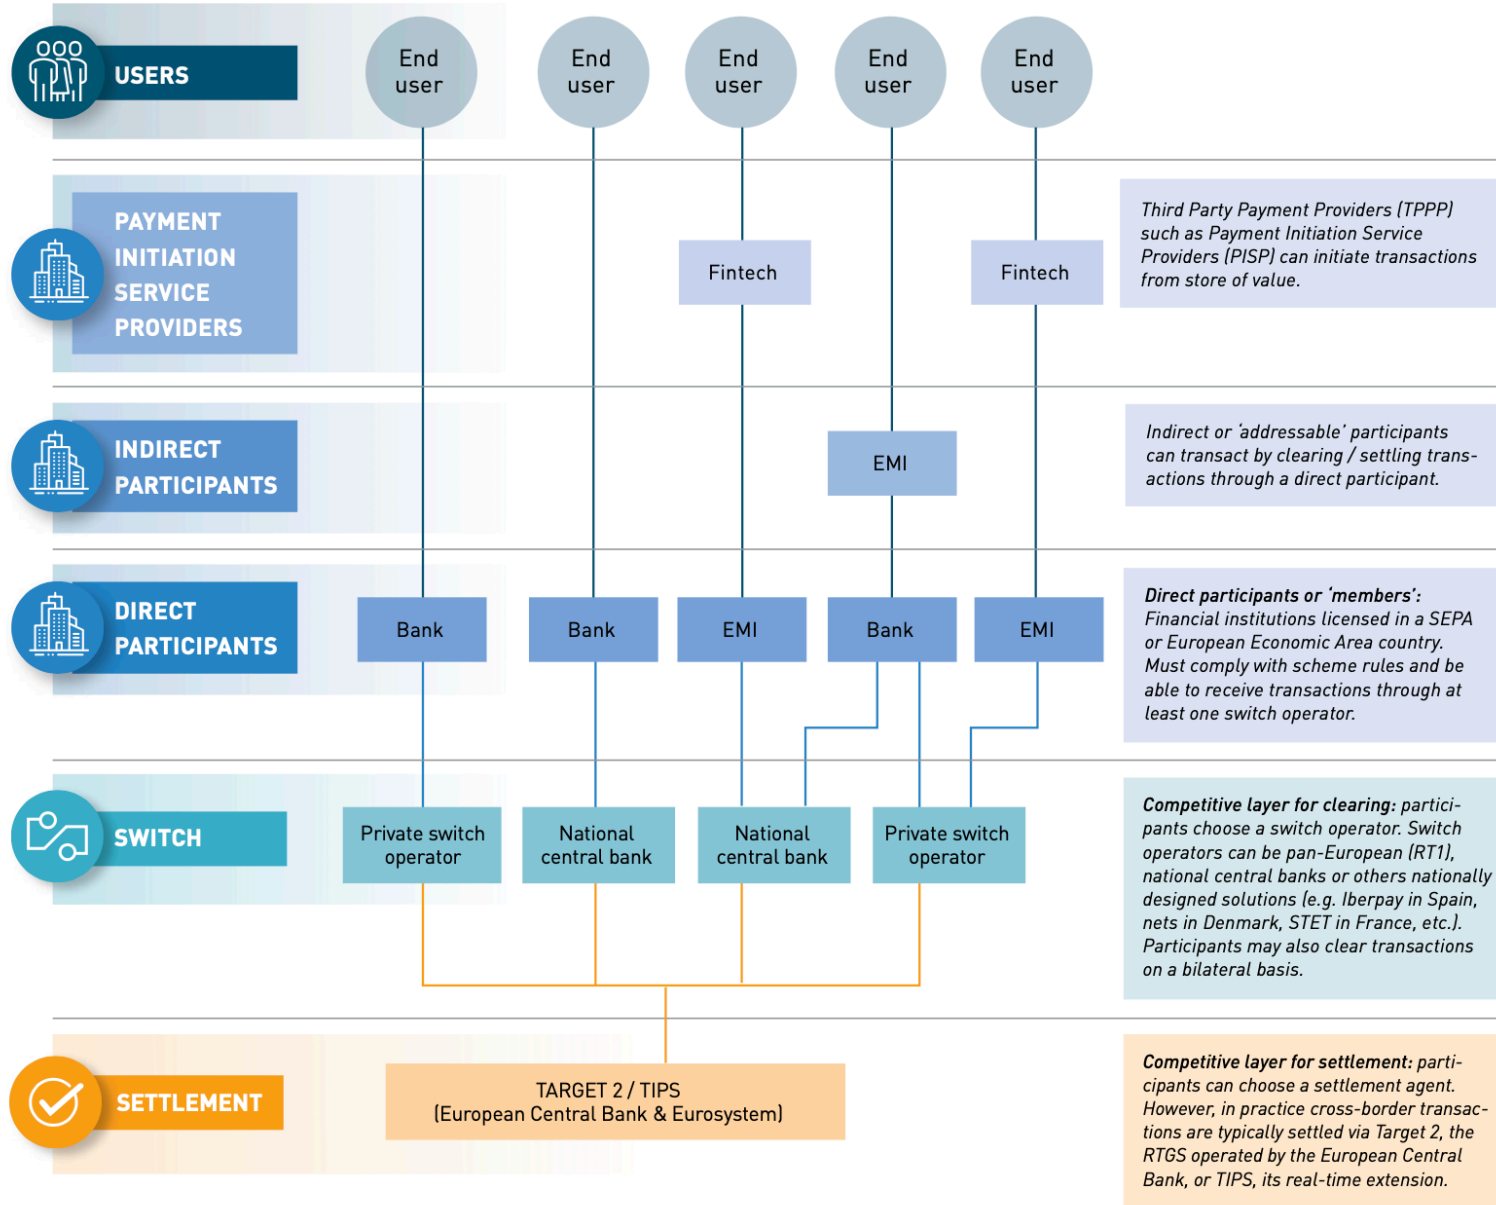 USERS
End
user
End
user
End
user
End
user
End
user
PAYMENT
INITIATION
SERVICE
PROVIDERS
Fintech
Fintech
Third Party Payment Providers (TPPP)
such as Payment Initiation Service
Providers (PISP) can initiate transactions
from store of value.
INDIRECT
PARTICIPANTS
EMI
Indirect or ‘addressable’ participants
can transact by clearing / settling trans-
actions through a direct participant.
DIRECT
PARTICIPANTS
Bank
Bank
EMI
Bank
EMI
Direct participants or ‘members’:
Financial institutions licensed in a SEPA
or European Economic Area country.
Must comply with scheme rules and be
able to receive transactions through at
least one switch operator.
SWITCH
Private switch
operator
National
central bank
National
central bank
Private switch
operator
Competitive layer for clearing: partici-
pants choose a switch operator. Switch
operators can be pan-European (RT1),
national central banks or others nationally
designed solutions (e.g. Iberpay in Spain,
nets in Denmark, STET in France, etc.).
Participants may also clear transactions
on a bilateral basis.
SETTLEMENT
TARGET 2 / TIPS
(European Central Bank & Eurosystem)
Competitive layer for settlement: parti-
cipants can choose a settlement agent.
However, in practice cross-border transac-
tions are typically settled via Target 2, the
RTGS operated by the European Central
Bank, or TIPS, its real-time extension.